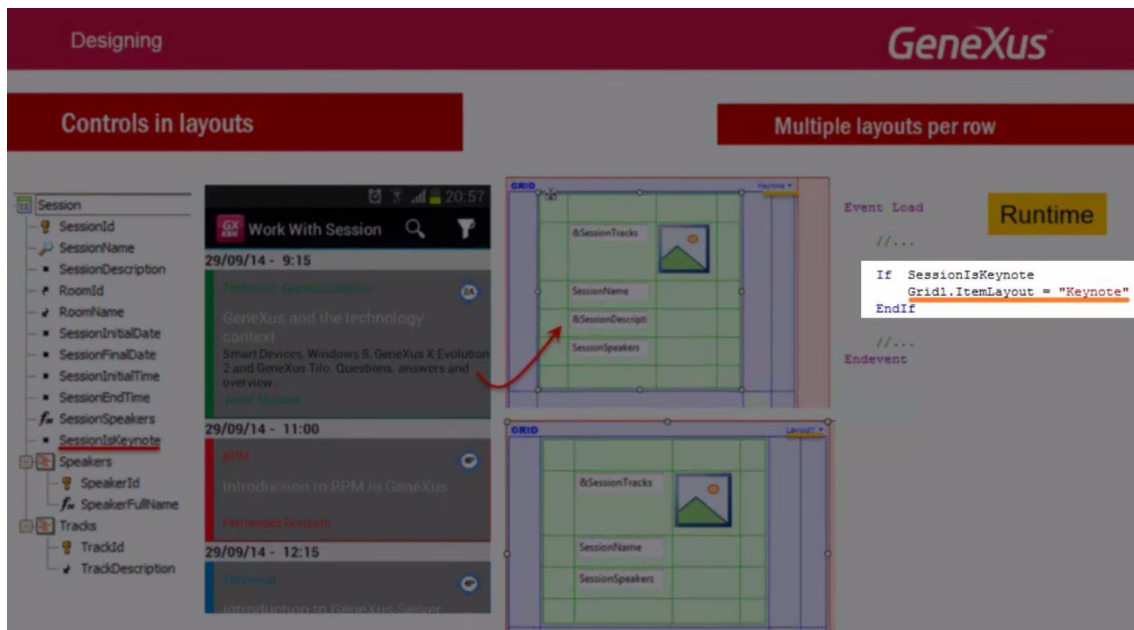 Designing
GeneXus
Controls in layouts
Multiple layouts per row
Session
SessionId
SessionName
SessionDescription
RoomId
RoomName
SessionInitialDate
SessionFinalDate
SessionInitialTime
SessionEndTime
SessionSpeakers
SessionIsKeynote
Speakers
SpeakerId
SpeakerFullName
Tracks
TrackId
TrackDescription
20:57
GX
Work With Session
29/09/14 - 9:15
2A
GeneXus and the technology
context
Smart Devices, Windows 8, GeneXus X Evolution
2 and GeneXus Tilo. Questions, answers and
overview.
29/09/14 - 11:00
BPM
Introduction to BPM in GeneXus
Fernandez Gonzalo
29/09/14 - 12:15
Introduction to GeneXus Server
GRID
Keynote
&SessionTracks
SessionName
&SessionDescripti
SessionSpeakers
GRID
Layout1
&SessionTracks
SessionName
SessionSpeakers
Event Load
Runtime
//...
If SessionIsKeynote
Grid1.ItemLayout = "Keynote"
EndIf
//...
Endevent